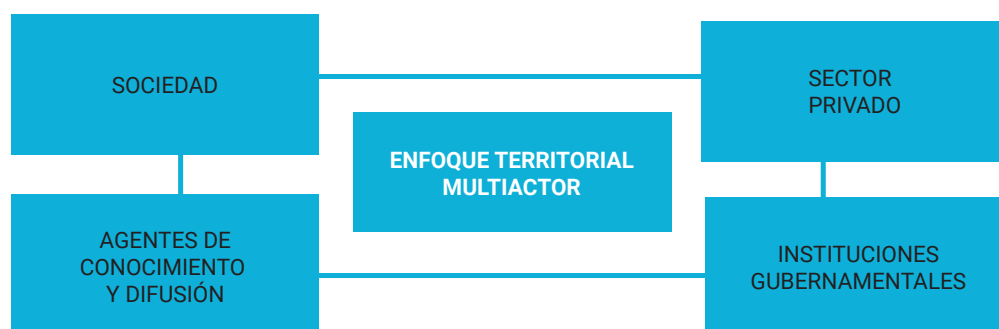 SOCIEDAD
SECTOR
PRIVADO
ENFOQUE TERRITORIAL
MULTIACTOR
AGENTES DE
CONOCIMIENTO
Y DIFUSIÓN
INSTITUCIONES
GUBERNAMENTALES